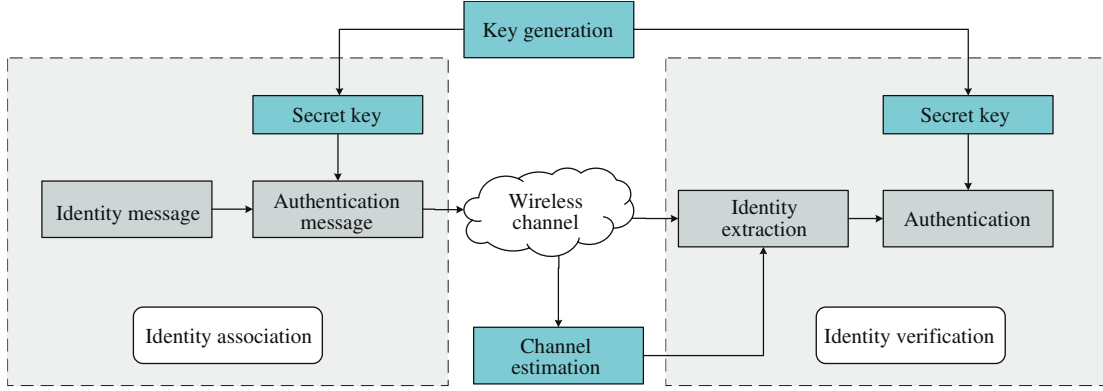 Key generation
Secret key
Secret key
Identity message
Authentication
message
Wireless
channel
Identity
extraction
Authentication
Identity association
Channel
estimation
Identity verification